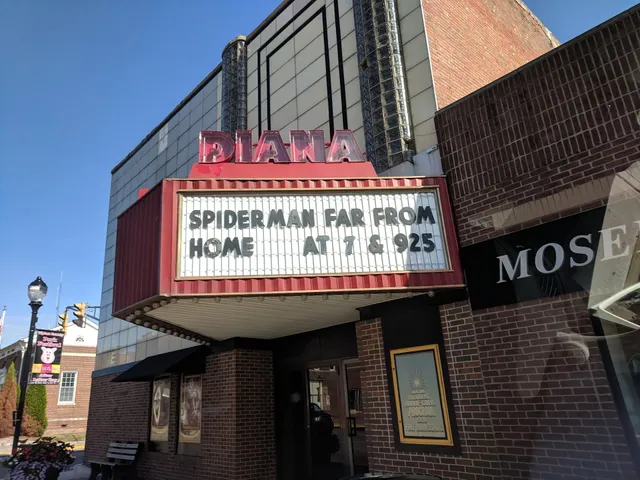 DIANA
SPIDERMAN FAR FROM
HOME AT 7 & 925
MOSE